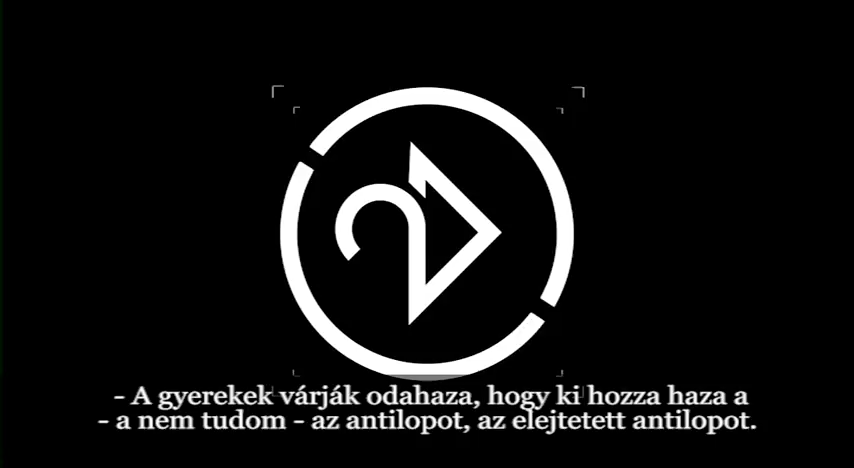 - A gyerekek várják odahaza, hogy ki hozza haza a
- a nem tudom - az antilopot, az elejtetett antilopot.